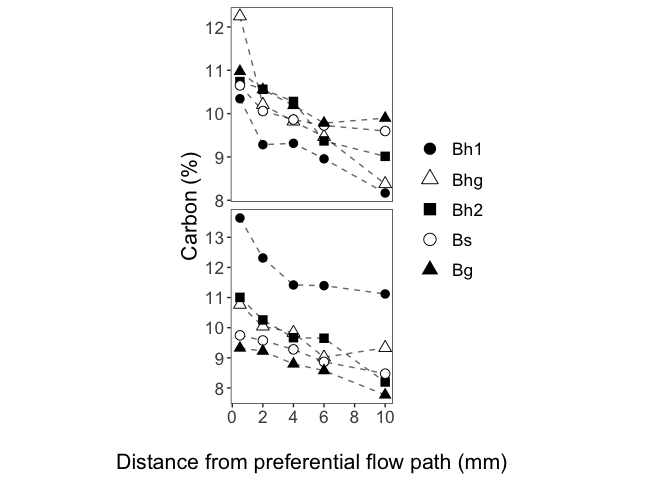 12
11
10
9
8
13
12
11
10
9
8
0 2 4 6 8 10
Carbon (%)
Distance from preferential flow path (mm)
Bh1
Bhg
Bh2
Bs
Bg